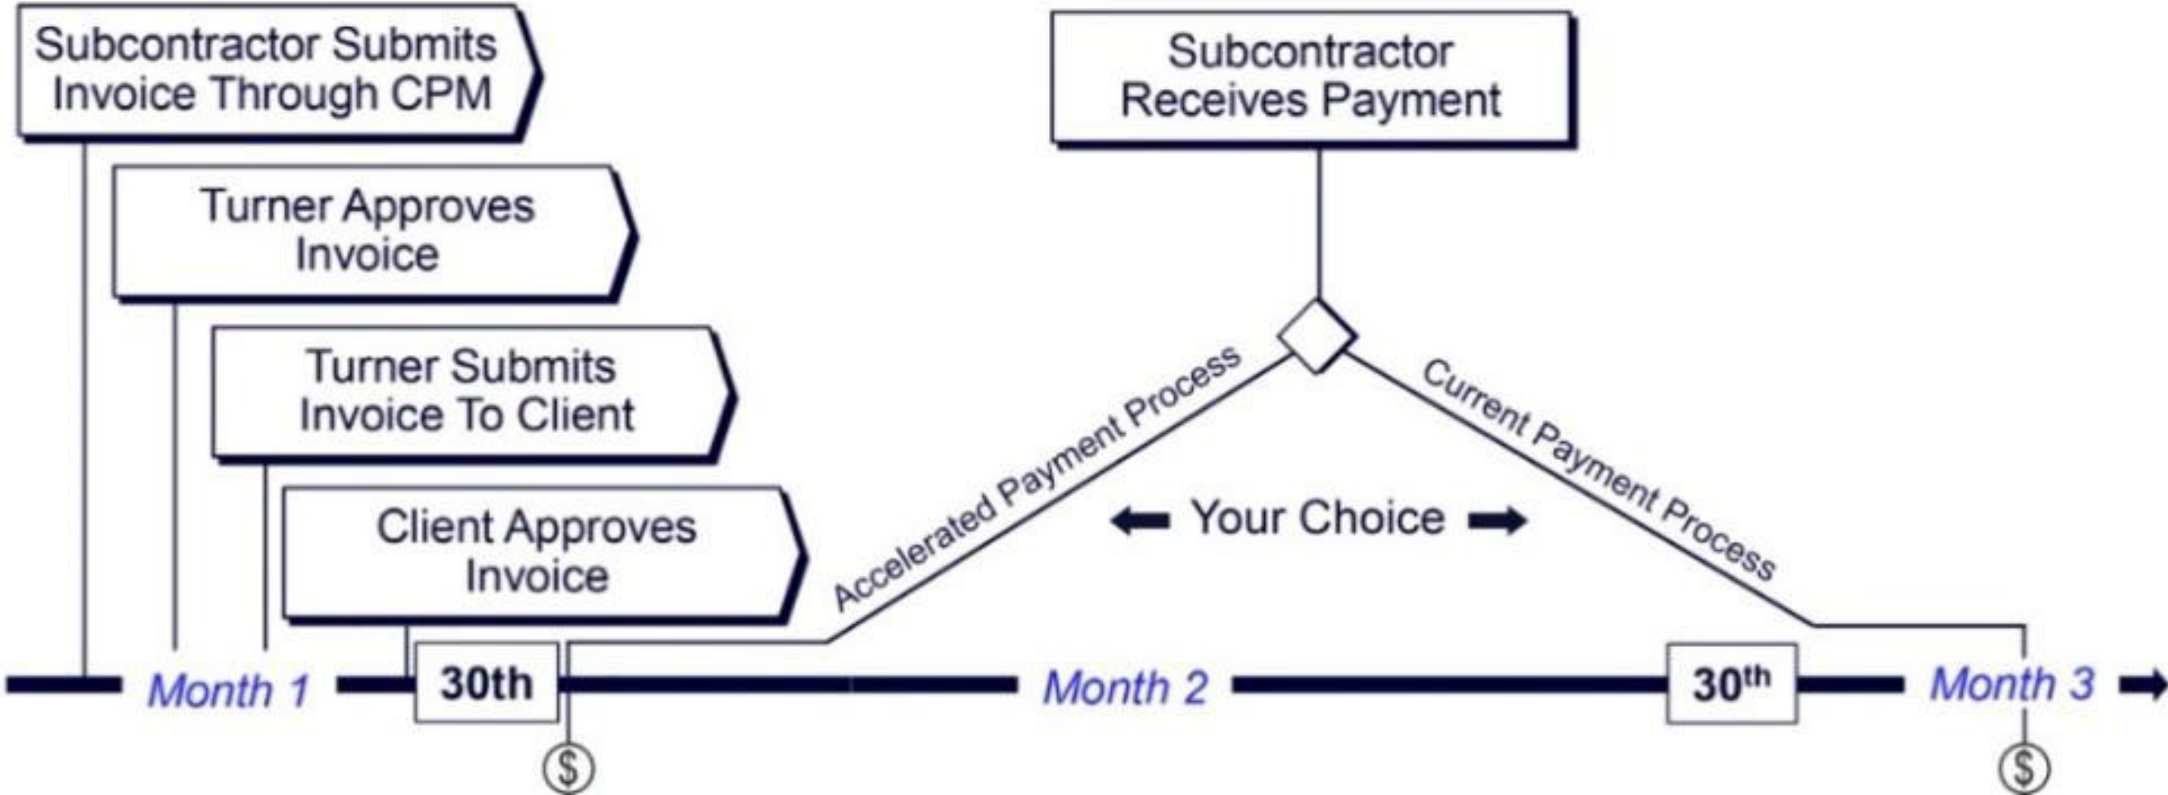 Subcontractor Submits
Invoice Through CPM
Turner Approves
Invoice
Turner Submits
Invoice To Client
Client Approves
Invoice
Subcontractor
Receives Payment
Accelerated Payment Process
Current Payment Process
Your Choice
Month 1
30th
Month 2
30th
Month 3
$
$